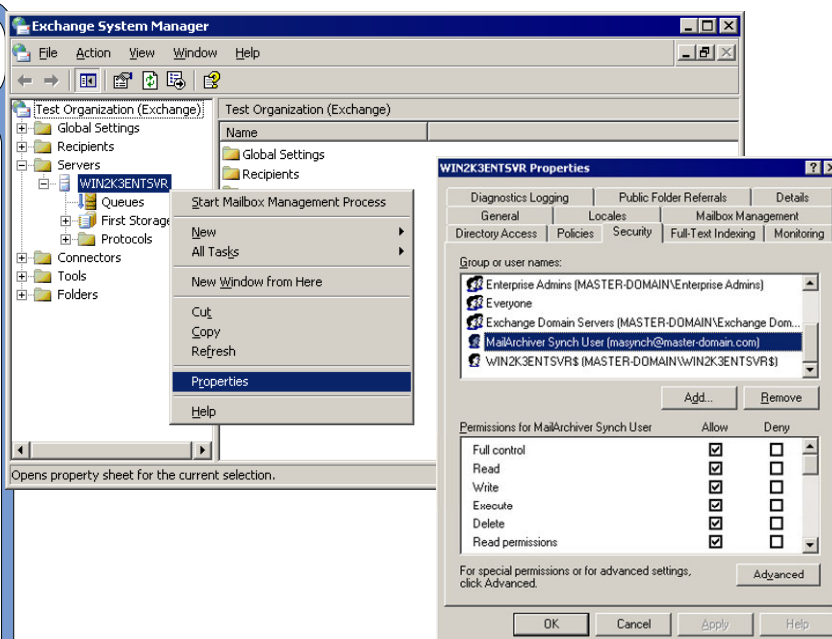 Exchange System Manager
File Action View Window Help
Test Organization (Exchange)
Global Settings
Recipients
Servers
WIN2K3ENTSVR
Queues
First Storage
Protocols
Connectors
Tools
Folders
Test Organization (Exchange)
Name
Global Settings
Recipients
Start Mailbox Management Process
New
All Tasks
New Window from Here
Cut
Copy
Refresh
Properties
Help
Opens property sheet for the current selection.
WIN2K3ENTSVR Properties
Diagnostics Logging Public Folder Referrals Details
General Locales Mailbox Management
Directory Access Policies Security Full-Text Indexing Monitoring
Group or user names:
Enterprise Admins (MASTER-DOMAIN\Enterprise Admins)
Everyone
Exchange Domain Servers (MASTER-DOMAIN\Exchange Dom...
MailArchiver Synch User (masynch@master-domain.com)
WIN2K3ENTSVR$ (MASTER-DOMAIN\WIN2K3ENTSVR$)
Add... Remove
Permissions for MailArchiver Synch User Allow Deny
Full control
Read
Write
Execute
Delete
Read permissions
For special permissions or for advanced settings,
click Advanced.
Advanced
OK Cancel Apply Help